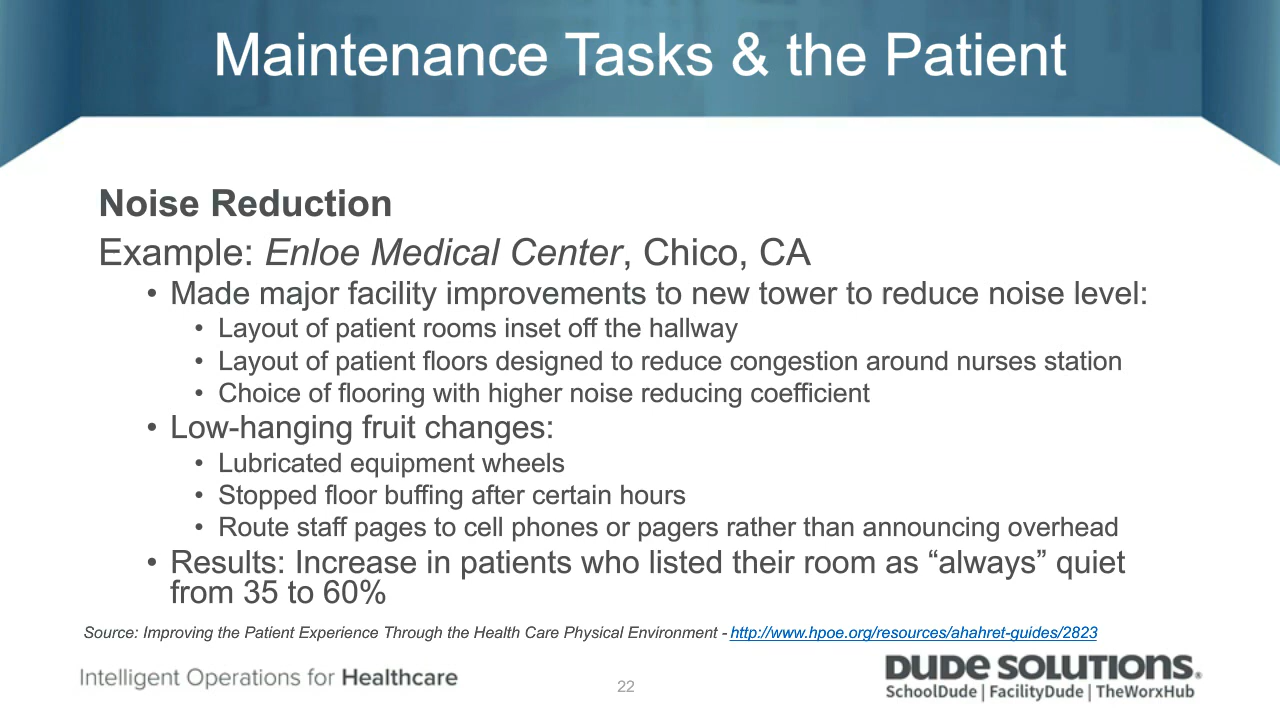 Maintenance Tasks & the Patient
Noise Reduction
Example: Enloe Medical Center, Chico, CA
• Made major facility improvements to new tower to reduce noise level:
• Layout of patient rooms inset off the hallway
• Layout of patient floors designed to reduce congestion around nurses station
• Choice of flooring with higher noise reducing coefficient
• Low-hanging fruit changes:
• Lubricated equipment wheels
• Stopped floor buffing after certain hours
• Route staff pages to cell phones or pagers rather than announcing overhead
• Results: Increase in patients who listed their room as “always” quiet
from 35 to 60%
Source: Improving the Patient Experience Through the Health Care Physical Environment - http://www.hpoe.org/resources/ahahret-guides/2823
Intelligent Operations for Healthcare
22
DUDE SOLUTIONS®
SchoolDude | FacilityDude | TheWorxHub